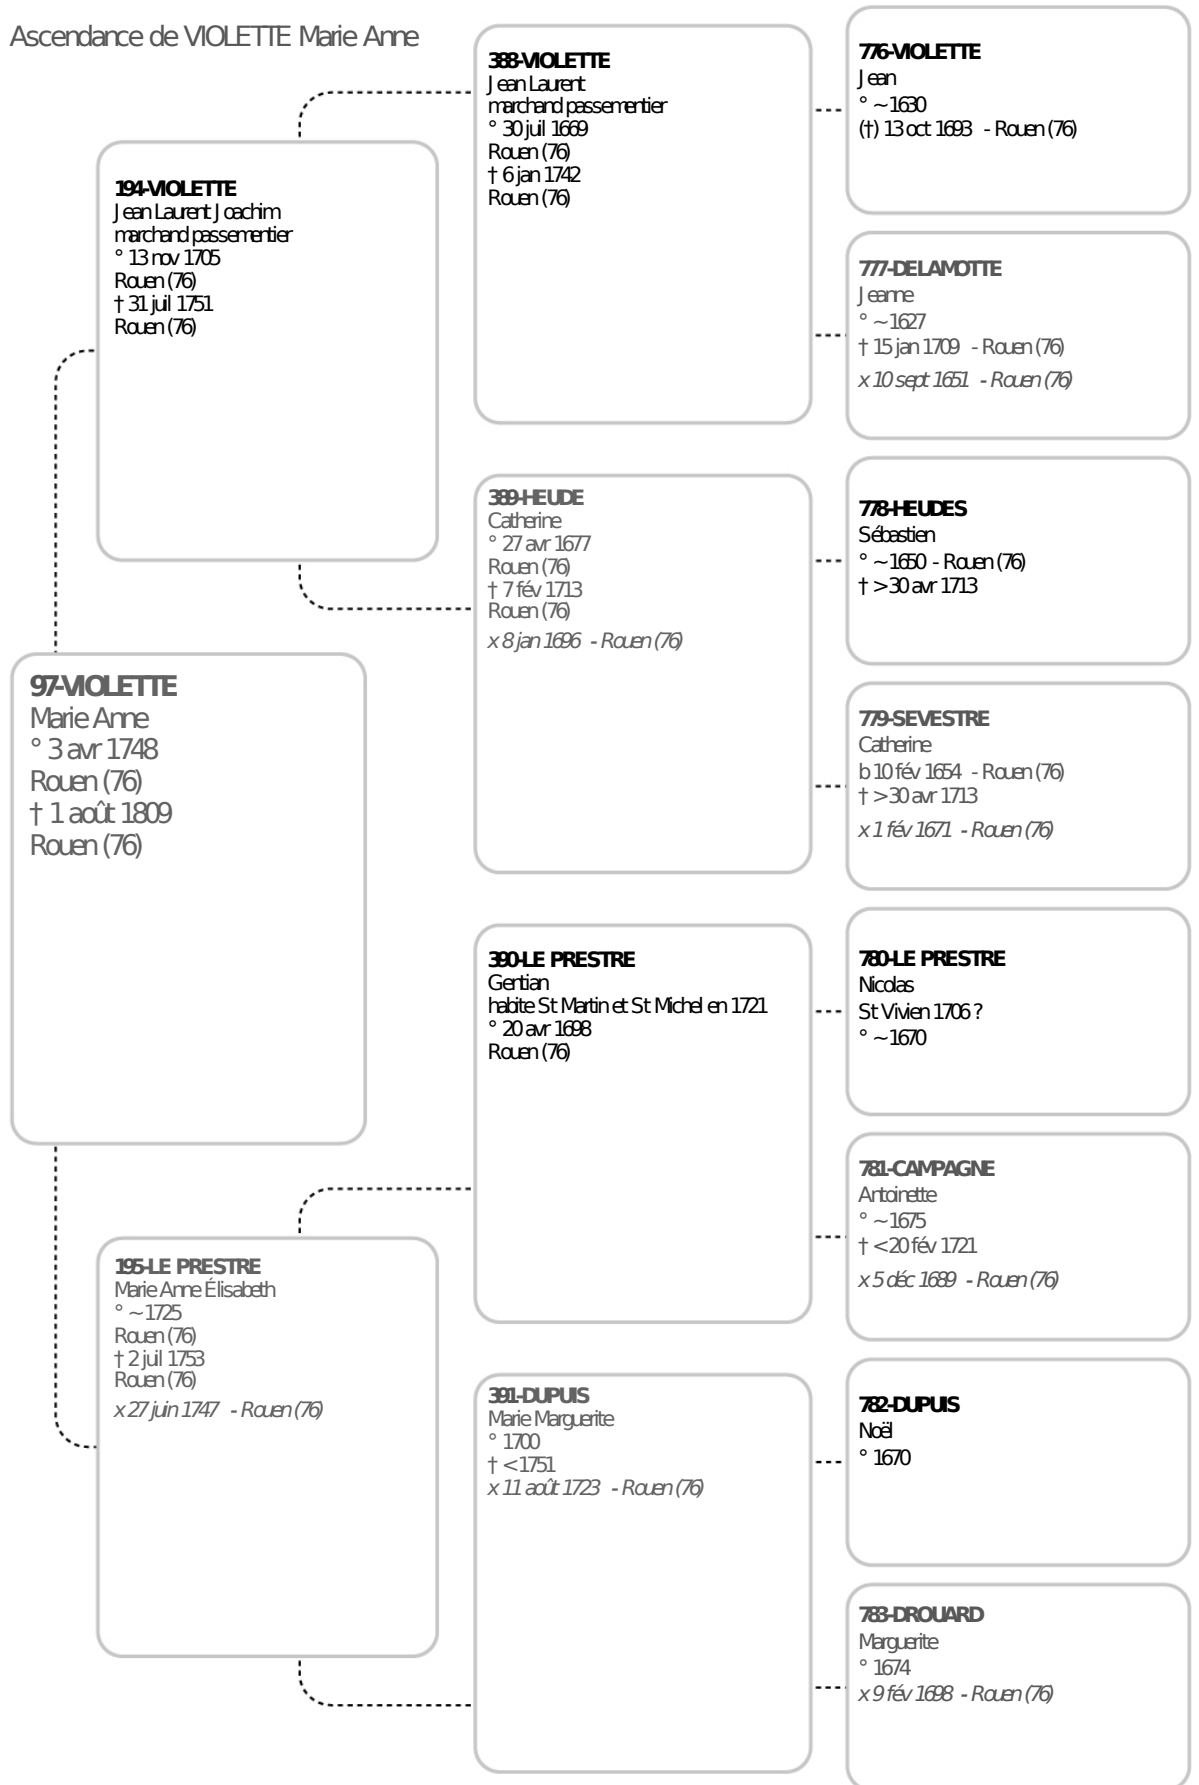 Ascendance de VIOLETTE Marie Anne
97-VIOLETTE
Marie Anne
° 3 avr 1748
Rouen (76)
† 1 août 1809
Rouen (76)
194-VIOLETTE
Jean Laurent Joachim
marchand passementier
° 13 nov 1705
Rouen (76)
† 31 juil 1751
Rouen (76)
195-LE PRESTRE
Marie Anne Élisabeth
° ~ 1725
Rouen (76)
† 2 juil 1753
Rouen (76)
x 27 juin 1747 - Rouen (76)
388-VIOLETTE
Jean Laurent
marchand passementier
° 30 juil 1669
Rouen (76)
† 6 jan 1742
Rouen (76)
389-HEUDE
Catherine
° 27 avr 1677
Rouen (76)
† 7 fév 1713
Rouen (76)
x 8 jan 1696 - Rouen (76)
390-LE PRESTRE
Gentian
habite St Martin et St Michel en 1721
° 20 avr 1698
Rouen (76)
391-DUPUIS
Marie Marguerite
° 1700
† < 1751
x 11 août 1723 - Rouen (76)
776-VIOLETTE
Jean
° ~ 1630
(†) 13 oct 1693 - Rouen (76)
777-DELAMOTTE
Jeanne
° ~ 1627
† 15 jan 1709 - Rouen (76)
x 10 sept 1651 - Rouen (76)
778-HEUDES
Sébastien
° ~ 1650 - Rouen (76)
† > 30 avr 1713
779-SEVESTRE
Catherine
b 10 fév 1654 - Rouen (76)
† > 30 avr 1713
x 1 fév 1671 - Rouen (76)
780-LE PRESTRE
Nicolas
St Vivien 1706 ?
° ~ 1670
781-CAMPAGNE
Antoinette
° ~ 1675
† < 20 fév 1721
x 5 déc 1689 - Rouen (76)
782-DUPUIS
Noël
° 1670
783-DROUARD
Marguerite
° 1674
x 9 fév 1698 - Rouen (76)